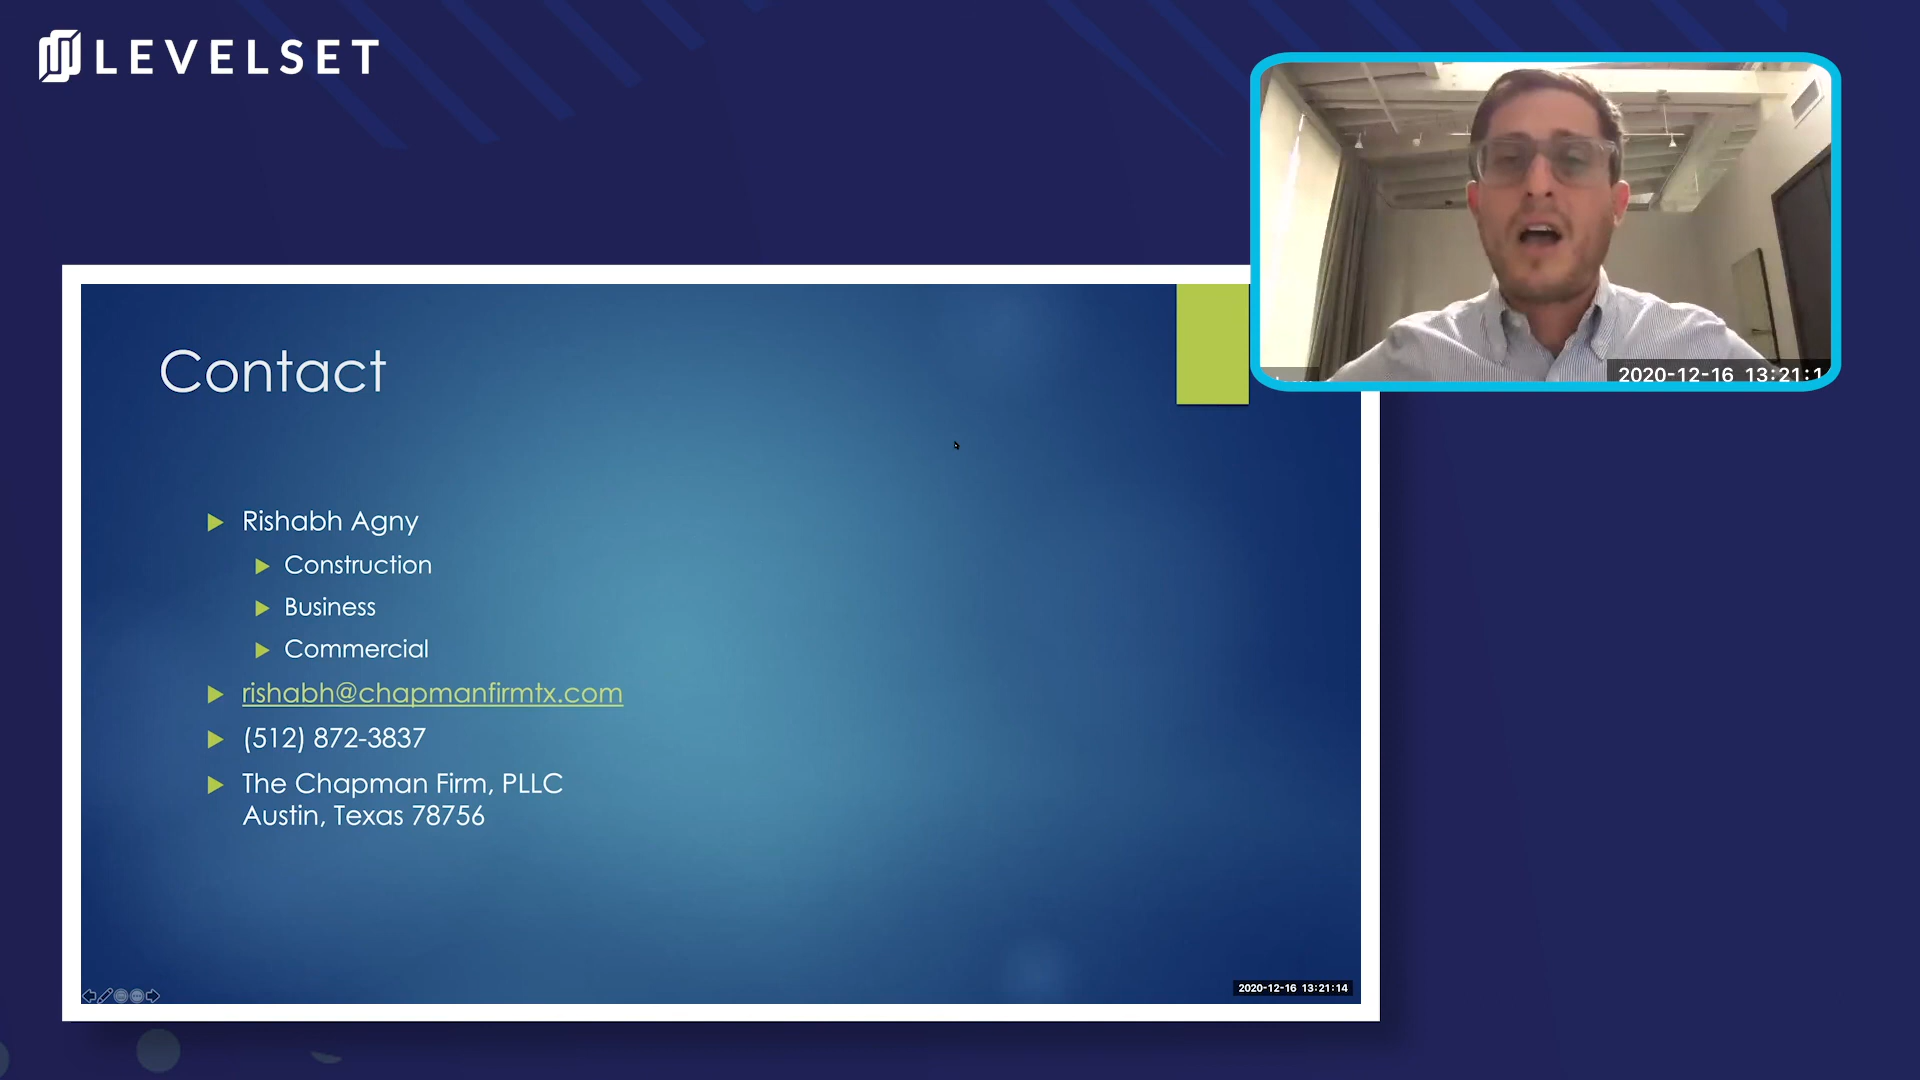 LEVELSET
2020-12-16 13:21:1
Contact
Rishabh Agny
Construction
Business
Commercial
rishabh@chapmanfirmtx.com
(512) 872-3837
The Chapman Firm, PLLC
Austin, Texas 78756
2020-12-16 13:21:14